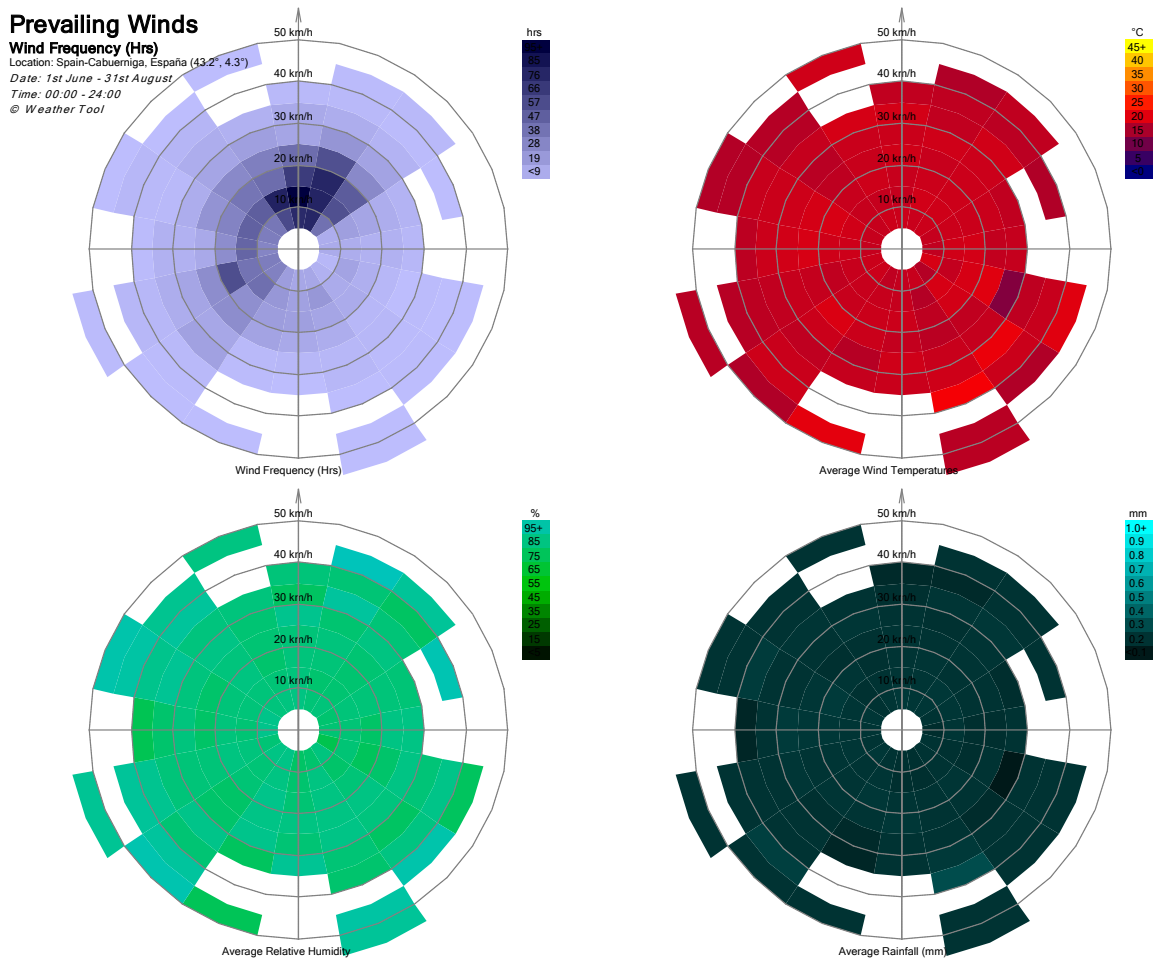 Prevailing Winds
Wind Frequency (Hrs)
Location: Spain-Cabuerniga, España (43.2°, 4.3°)
Date: 1st June - 31st August
Time: 00:00 - 24:00
© Weather Tool
50 km/h
40 km/h
30 km/h
20 km/h
10 km/h
hrs
85
76
66
57
47
38
28
19
<9
Wind Frequency (Hrs)
50 km/h
40 km/h
30 km/h
20 km/h
10 km/h
°C
45+
40
35
30
25
20
15
10
5
<0
Average Wind Temperatures
50 km/h
40 km/h
30 km/h
20 km/h
10 km/h
%
95+
85
75
65
55
45
35
25
15
Average Relative Humidity
50 km/h
40 km/h
30 km/h
20 km/h
10 km/h
mm
1.0+
0.9
0.8
0.7
0.6
0.5
0.4
0.3
0.2
<0.1
Average Rainfall (mm)